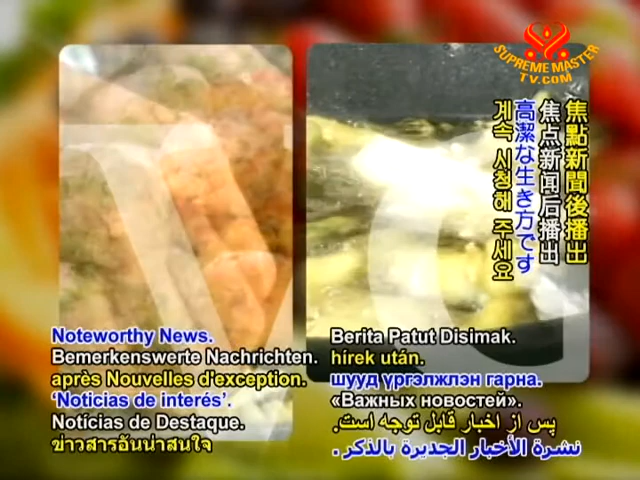 SUPREME MASTER
TV.COM
焦點新聞後播出
焦点新闻后播出
高潔な生き方です
계속 시청해 주세요
Noteworthy News.
Bemerkenswerte Nachrichten.
après Nouvelles d'exception.
'Noticias de interés'.
Notícias de Destaque.
ข่าวสารอันน่าสนใจ
Berita Patut Disimak.
hírek után.
шууд үргэлжлэн гарна.
«Важных новостей».
پس از اخبار قابل توجه است.
نشرة الأخبار الجديرة بالذكر .